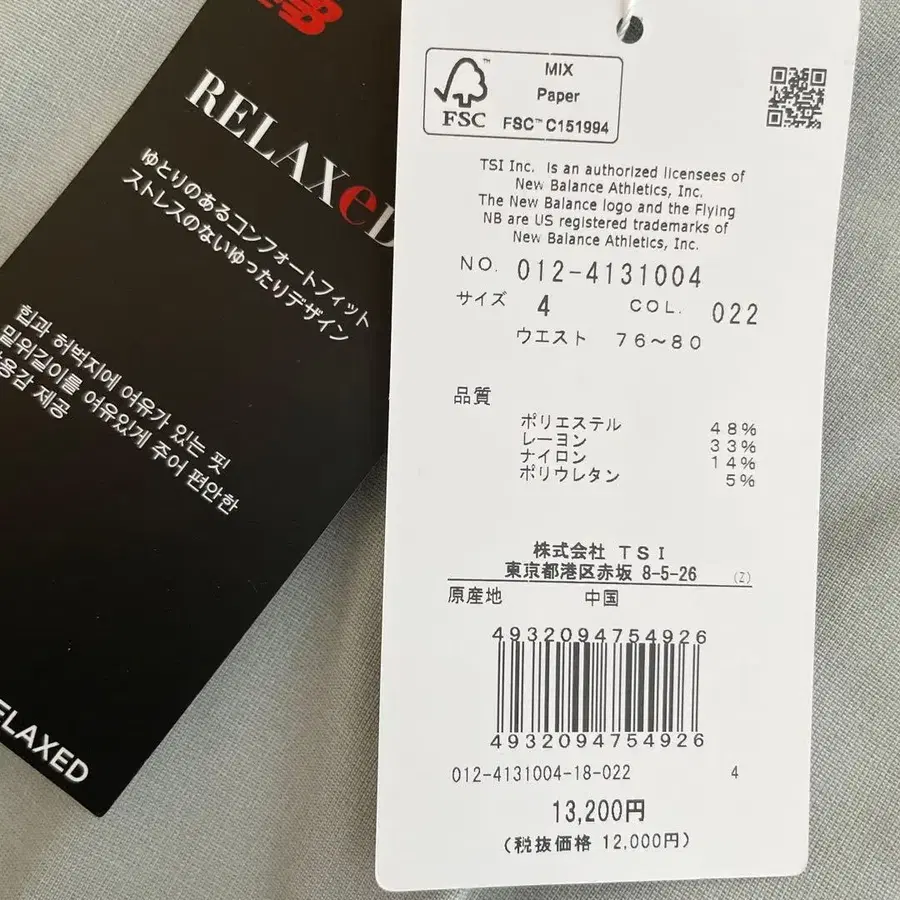 NB
RELAXeD
ゆとりのあるコンフォートフィット
ストレスのないゆったりデザイン
힙과 허벅지에 여유가 있는 핏
밑위길이를 여유있게 주어 편안한
착용감 제공
ELAXED
FSC™
MIX
Paper
FSC™ C151994
TSI Inc. is an authorized licensees of
New Balance Athletics, Inc.
The New Balance logo and the Flying
NB are US registered trademarks of
New Balance Athletics, Inc.
NO. 012-4131004
サイズ 4 COL. 022
ウエスト 76～80
品質
ポリエステル 48%
レーヨン 33%
ナイロン 14%
ポリウレタン 5%
株式会社 TSI
東京都港区赤坂 8-5-26 (Z)
原産地 中国
4932094754926
4932094754926
012-4131004-18-022 4
13,200円
(税抜価格 12,000円)